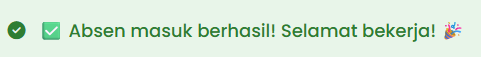 ✅ Absen masuk berhasil! Selamat bekerja! 🎉